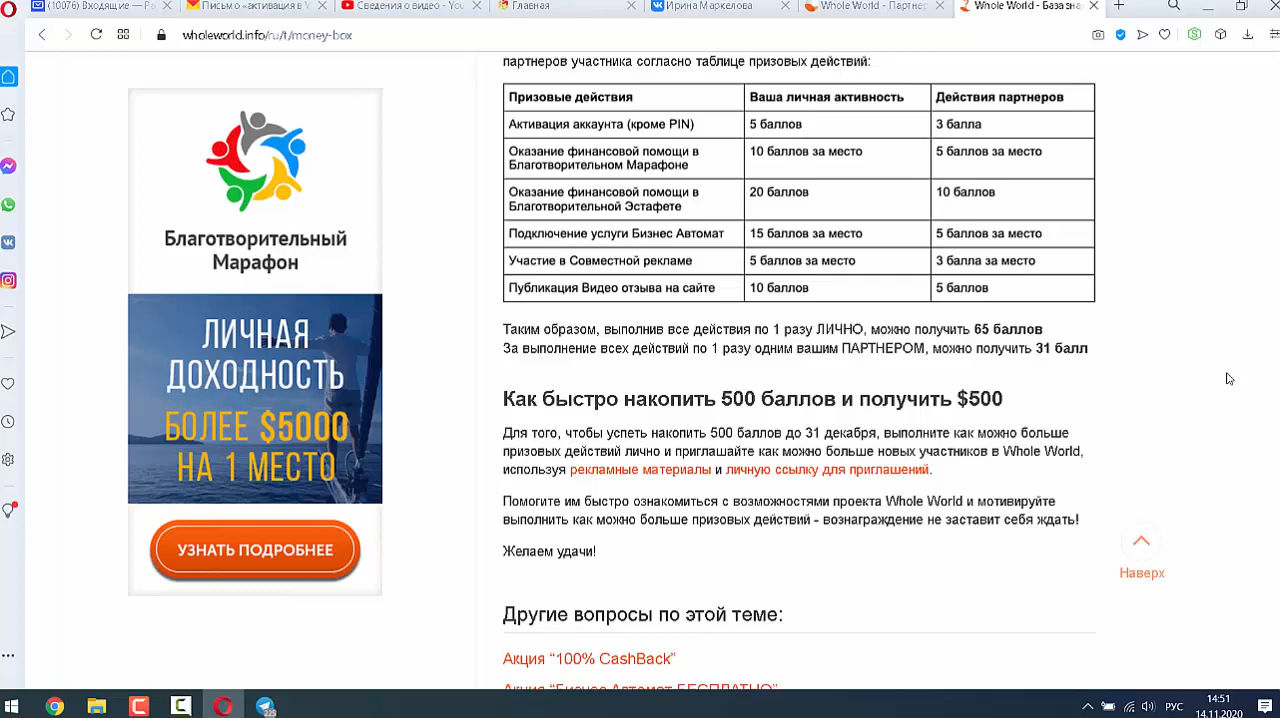 (10076) Входящие — Ра
Письмо «активация в V
Сведения о видео - You
Главная
Ирина Маркелова
Whole World - Партнер
Whole World - База зна
wholeworld.info/ru/t/money-box
партнеров участника согласно таблице призовых действий:
Призовые действия Ваша личная активность Действия партнеров
Активация аккаунта (кроме PIN) 5 баллов 3 балла
Оказание финансовой помощи в Благотворительном Марафоне 10 баллов за место 5 баллов за место
Оказание финансовой помощи в Благотворительной Эстафете 20 баллов 10 баллов
Подключение услуги Бизнес Автомат 15 баллов за место 5 баллов за место
Участие в Совместной рекламе 5 баллов за место 3 балла за место
Публикация Видео отзыва на сайте 10 баллов 5 баллов
Таким образом, выполнив все действия по 1 разу ЛИЧНО, можно получить 65 баллов
За выполнение всех действий по 1 разу одним вашим ПАРТНЕРОМ, можно получить 31 балл
Как быстро накопить 500 баллов и получить $500
Для того, чтобы успеть накопить 500 баллов до 31 декабря, выполните как можно больше
призовых действий лично и приглашайте как можно больше новых участников в Whole World,
используя рекламные материалы и личную ссылку для приглашений.
Помогите им быстро ознакомиться с возможностями проекта Whole World и мотивируйте
выполнить как можно больше призовых действий - вознаграждение не заставит себя ждать!
Желаем удачи!
Другие вопросы по этой теме:
Акция “100% CashBack”
Акция “Бизнес Автомат БЕСПЛАТНО”
Благотворительный
Марафон
ЛИЧНАЯ
ДОХОДНОСТЬ
БОЛЕЕ $5000
НА 1 МЕСТО
УЗНАТЬ ПОДРОБНЕЕ
Наверх
225
РУС
14:51
14.11.2020